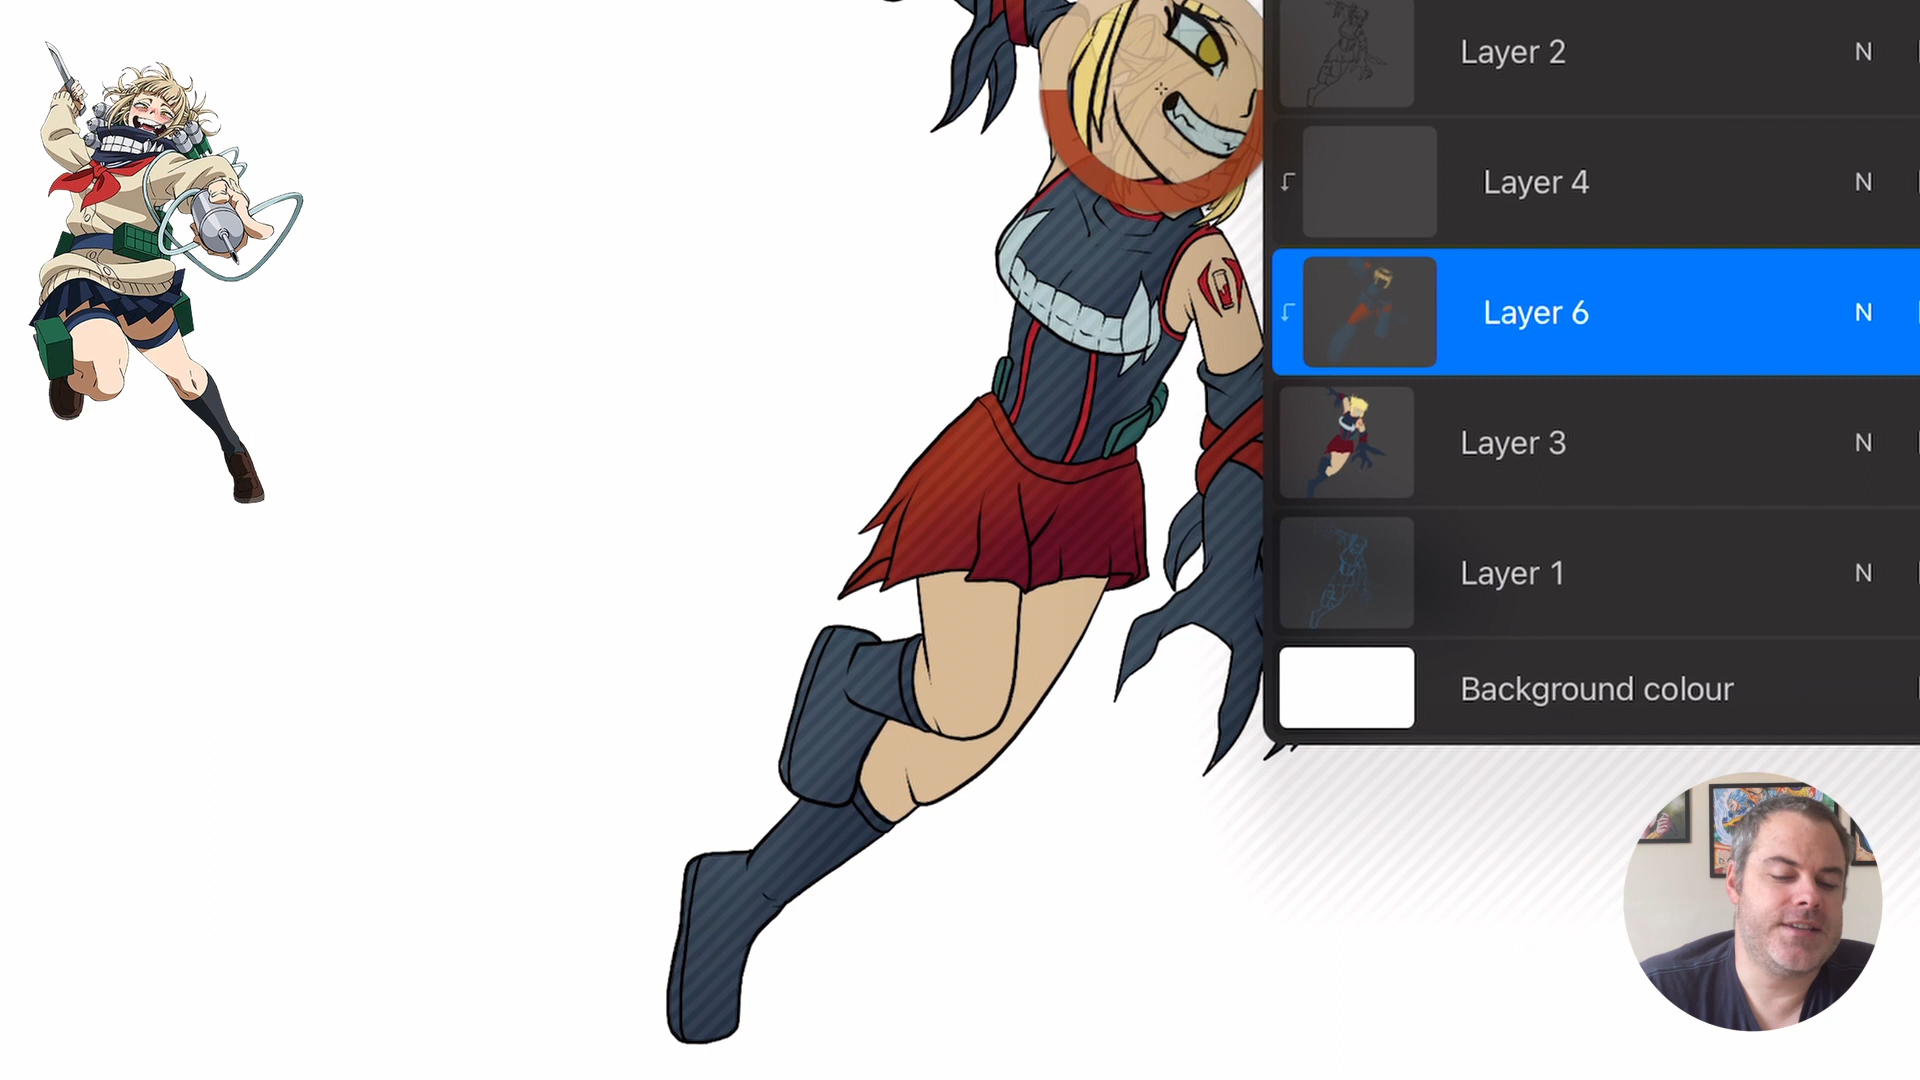 Layer 2
N
Layer 4
N
Layer 6
N
Layer 3
N
Layer 1
N
Background colour